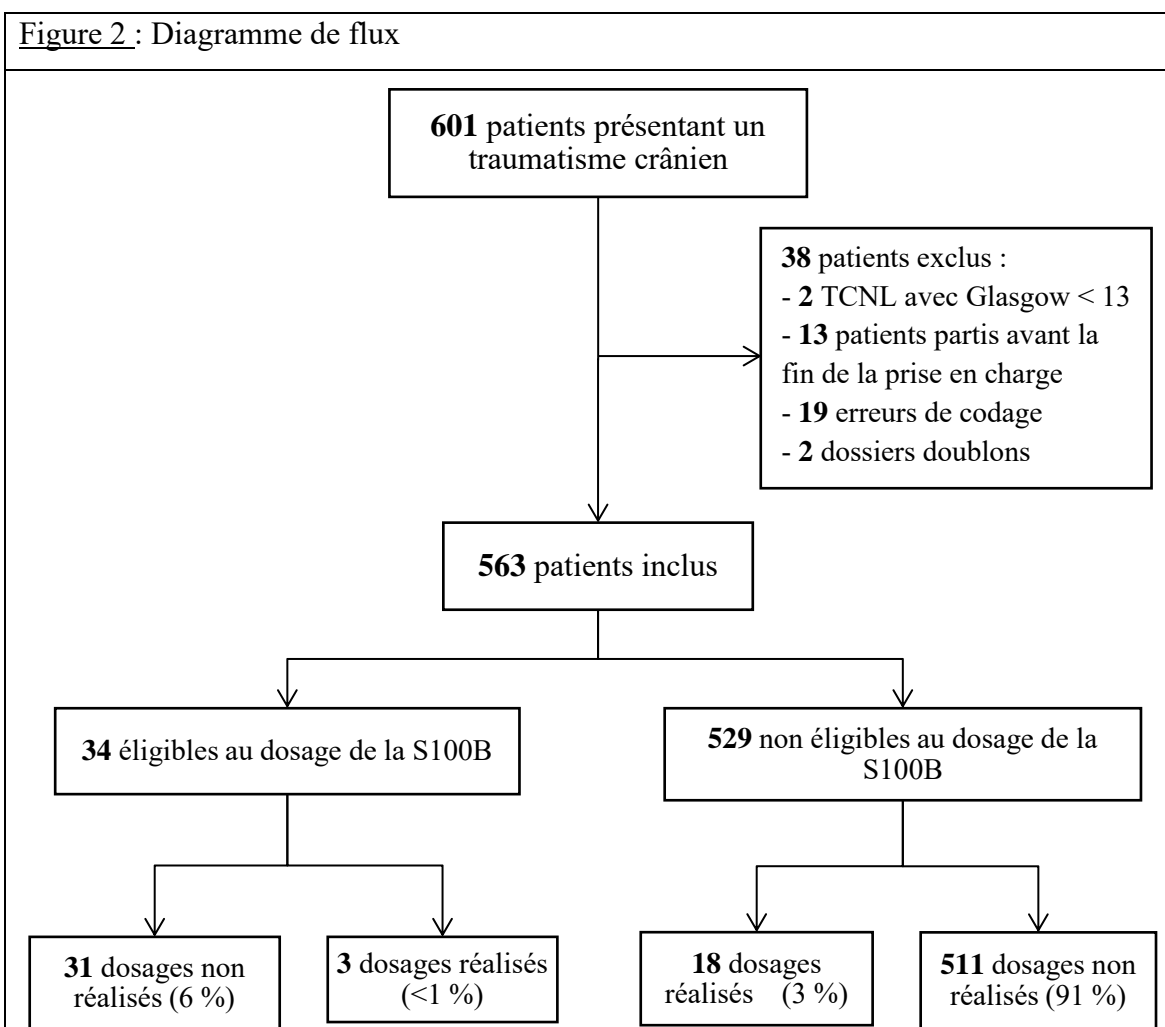 Figure 2 : Diagramme de flux
601 patients présentant un
traumatisme crânien
38 patients exclus :
- 2 TCNL avec Glasgow < 13
- 13 patients partis avant la
fin de la prise en charge
- 19 erreurs de codage
- 2 dossiers doublons
563 patients inclus
34 éligibles au dosage de la S100B
529 non éligibles au dosage de la
S100B
31 dosages non
réalisés (6 %)
3 dosages réalisés
(<1 %)
18 dosages
réalisés (3 %)
511 dosages non
réalisés (91 %)